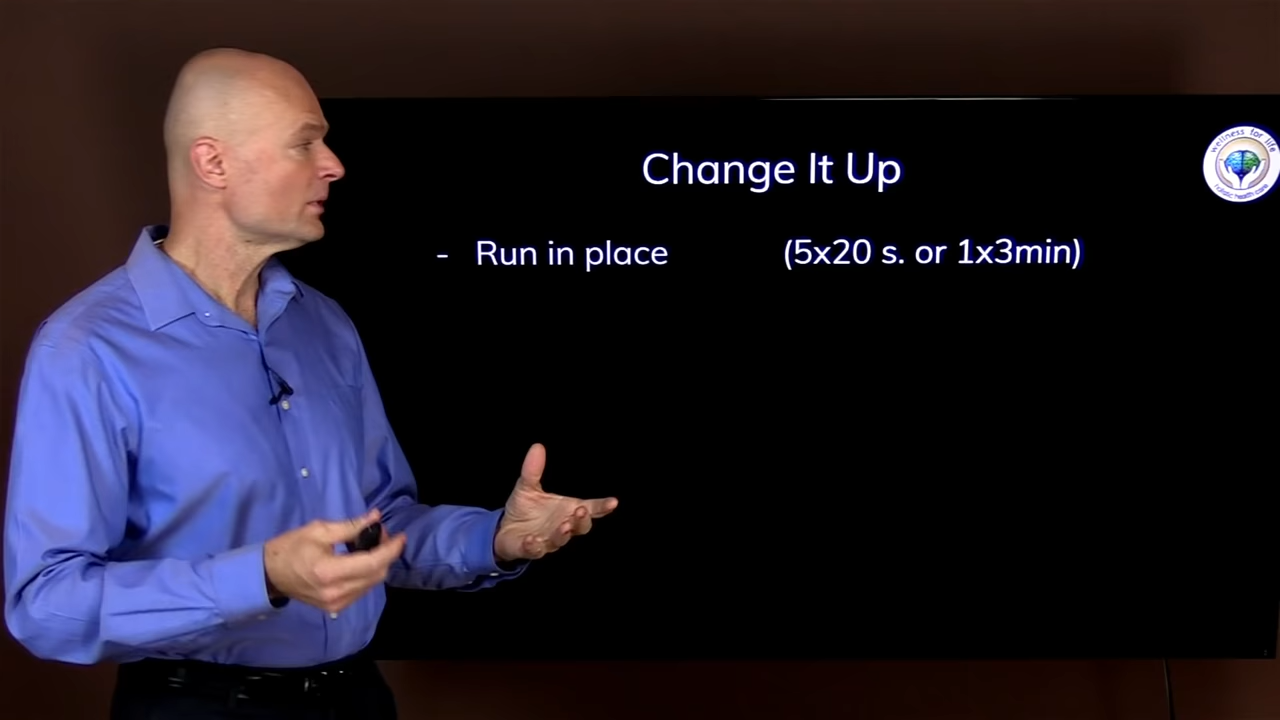 Change It Up
- Run in place (5x20 s. or 1x3min)
wellness for life
holistic health care